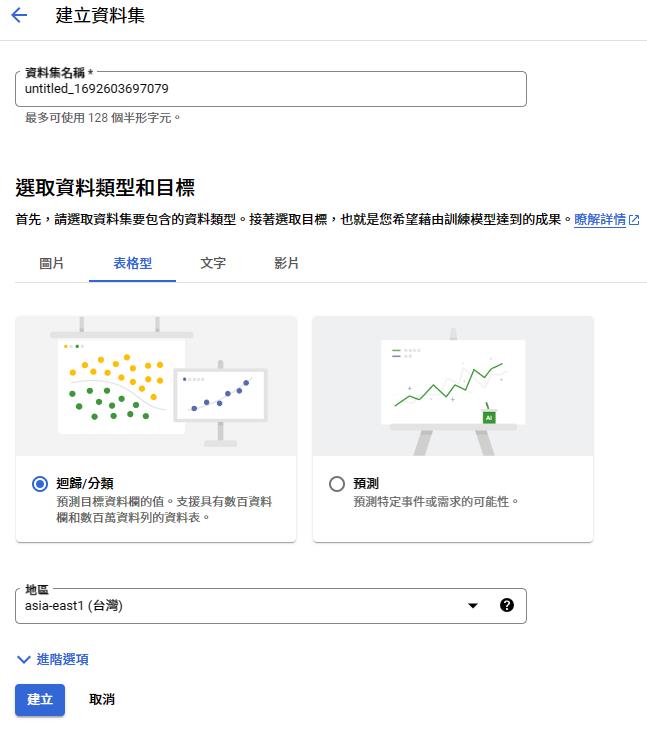 建立資料集
資料集名稱 *
untitled_1692603697079
最多可使用 128 個半形字元。
選取資料類型和目標
首先，請選取資料集要包含的資料類型。接著選取目標，也就是您希望藉由訓練模型達到的成果。瞭解詳情
圖片
表格型
文字
影片
AI
迴歸/分類
預測目標資料欄的值。支援具有數百資料
欄和數百萬資料列的資料表。
預測
預測特定事件或需求的可能性。
地區
asia-east1 (台灣)
進階選項
建立
取消